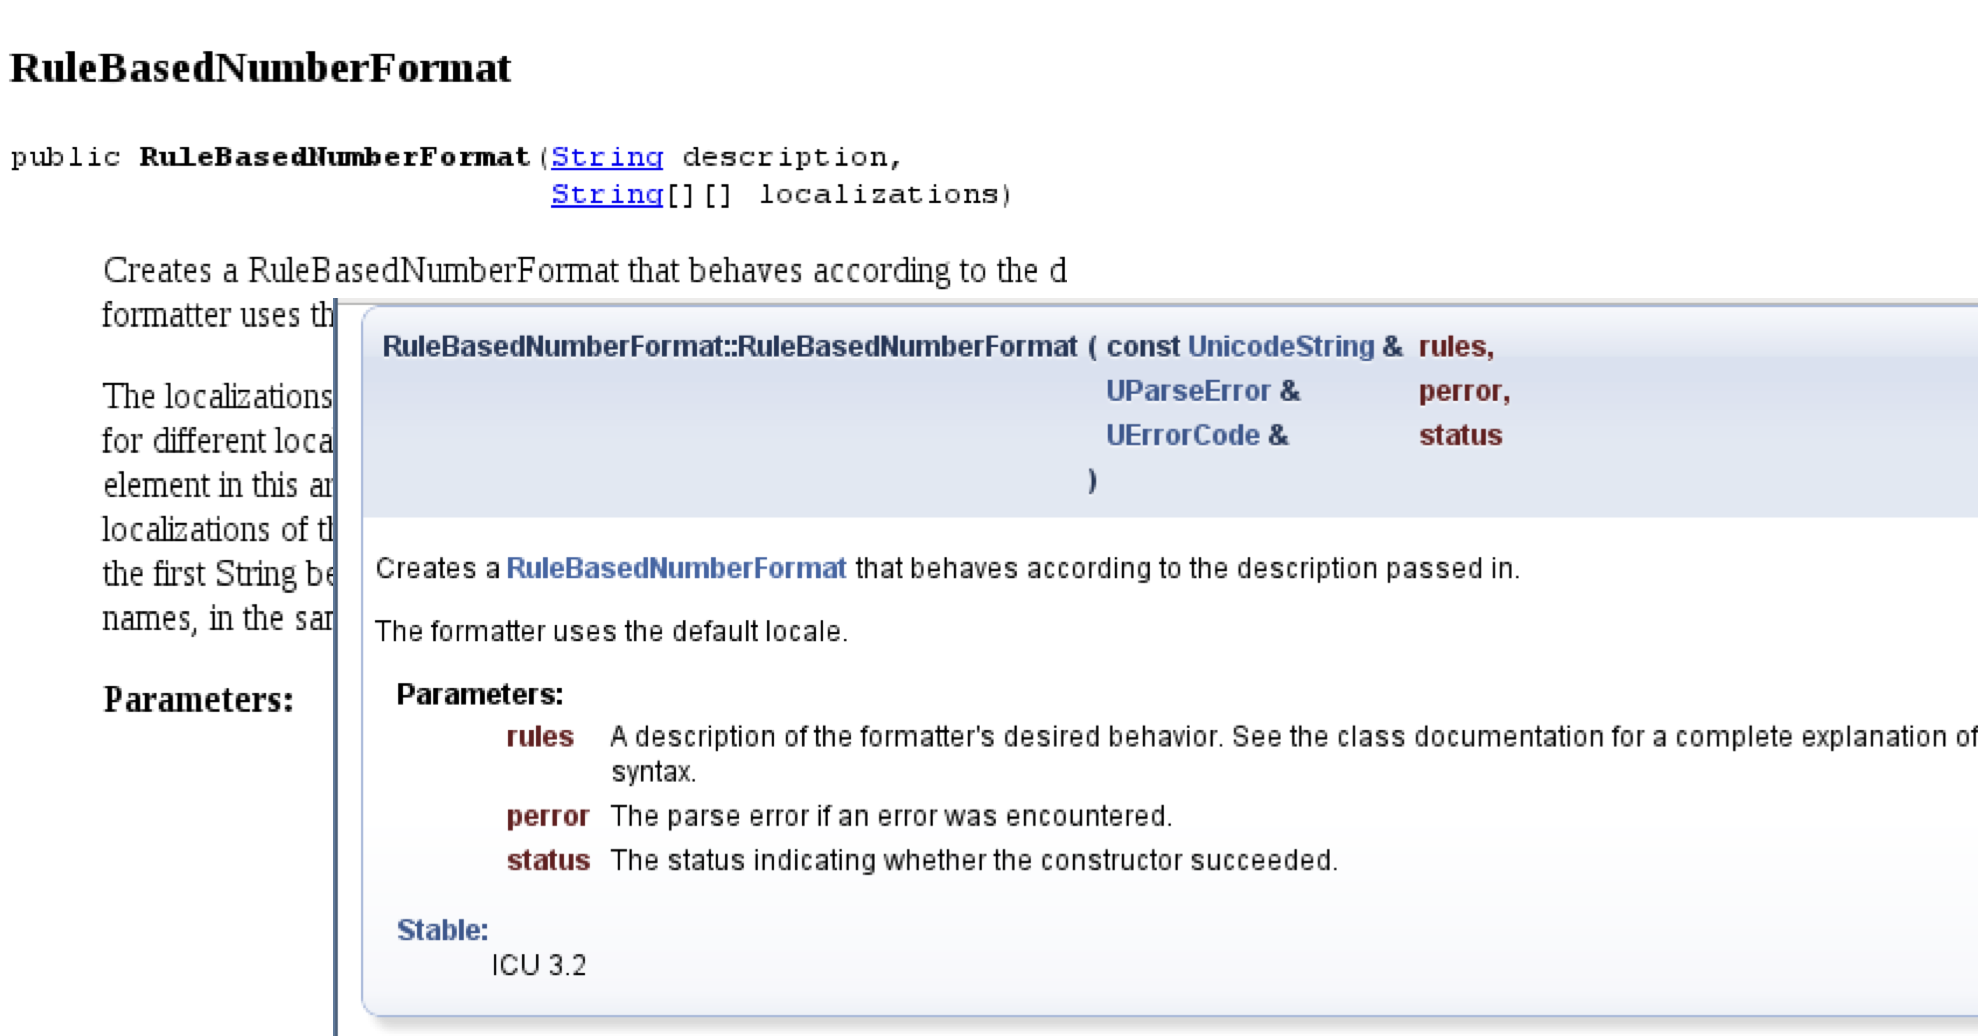 RuleBasedNumberFormat
public RuleBasedNumberFormat(String description,
String[][] localizations)
Creates a RuleBasedNumberFormat that behaves according to the d
formatter uses th
The localizations
for different loca
element in this ar
localizations of th
the first String be
names, in the sam
Parameters:
RuleBasedNumberFormat::RuleBasedNumberFormat ( const UnicodeString & rules,
UParseError & perror,
UErrorCode & status
)
Creates a RuleBasedNumberFormat that behaves according to the description passed in.
The formatter uses the default locale.
Parameters:
rules A description of the formatter's desired behavior. See the class documentation for a complete explanation of
syntax.
perror The parse error if an error was encountered.
status The status indicating whether the constructor succeeded.
Stable:
ICU 3.2